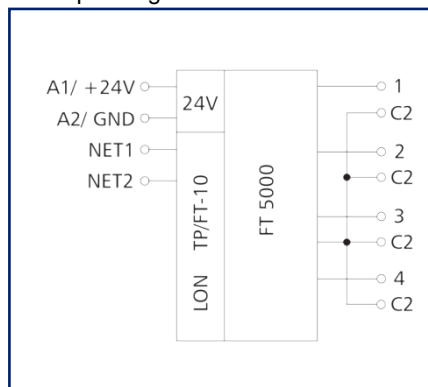 A1/ +24V
A2/ GND
NET1
NET2
24V
LON TP/FT-10
FT 5000
1
C2
2
C2
3
C2
4
C2